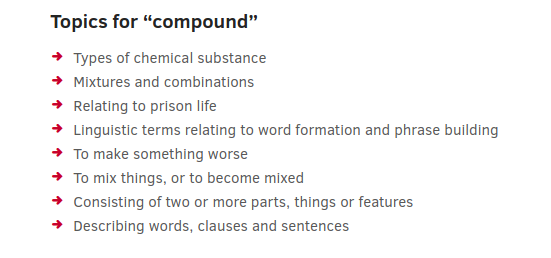 Topics for “compound”
Types of chemical substance
Mixtures and combinations
Relating to prison life
Linguistic terms relating to word formation and phrase building
To make something worse
To mix things, or to become mixed
Consisting of two or more parts, things or features
Describing words, clauses and sentences